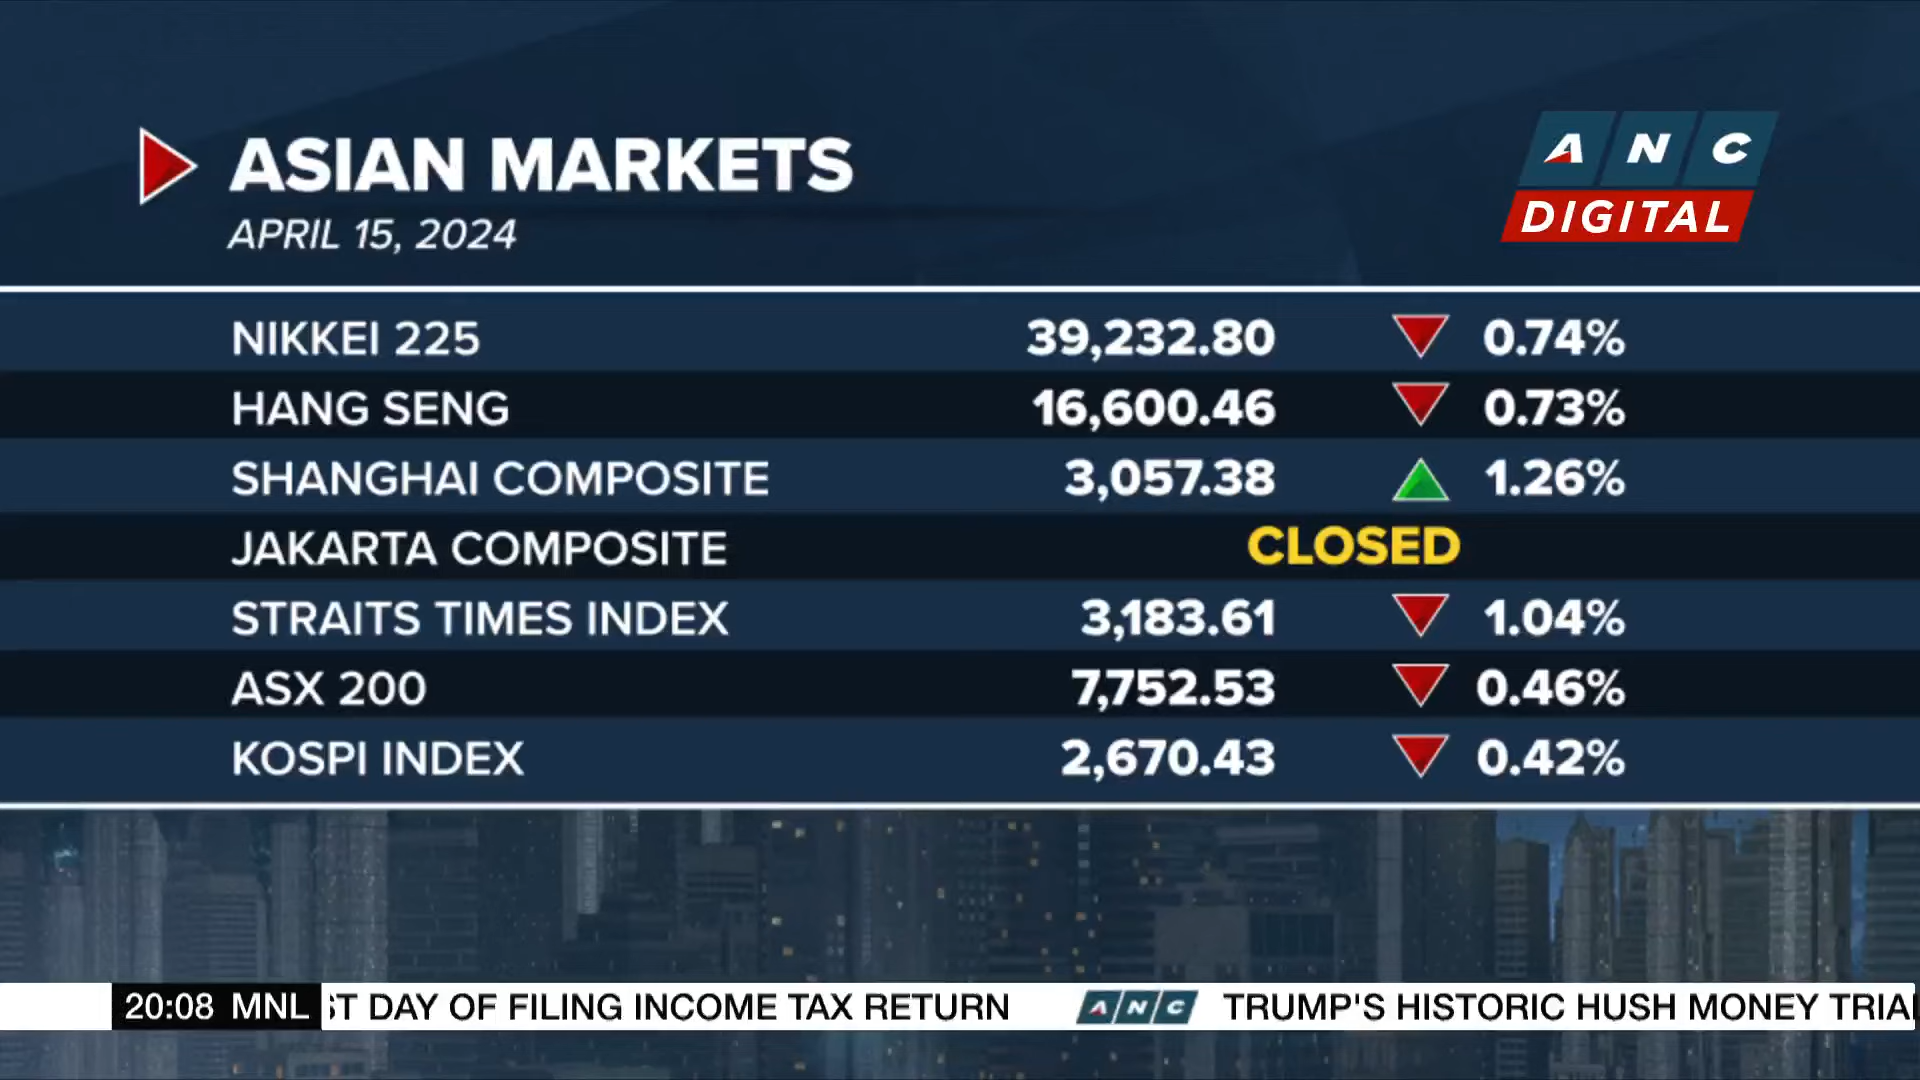 ASIAN MARKETS
APRIL 15, 2024
ANC
DIGITAL
NIKKEI 225 39,232.80 0.74%
HANG SENG 16,600.46 0.73%
SHANGHAI COMPOSITE 3,057.38 1.26%
JAKARTA COMPOSITE CLOSED
STRAITS TIMES INDEX 3,183.61 1.04%
ASX 200 7,752.53 0.46%
KOSPI INDEX 2,670.43 0.42%
20:08 MNL ST DAY OF FILING INCOME TAX RETURN ANC TRUMP'S HISTORIC HUSH MONEY TRIA